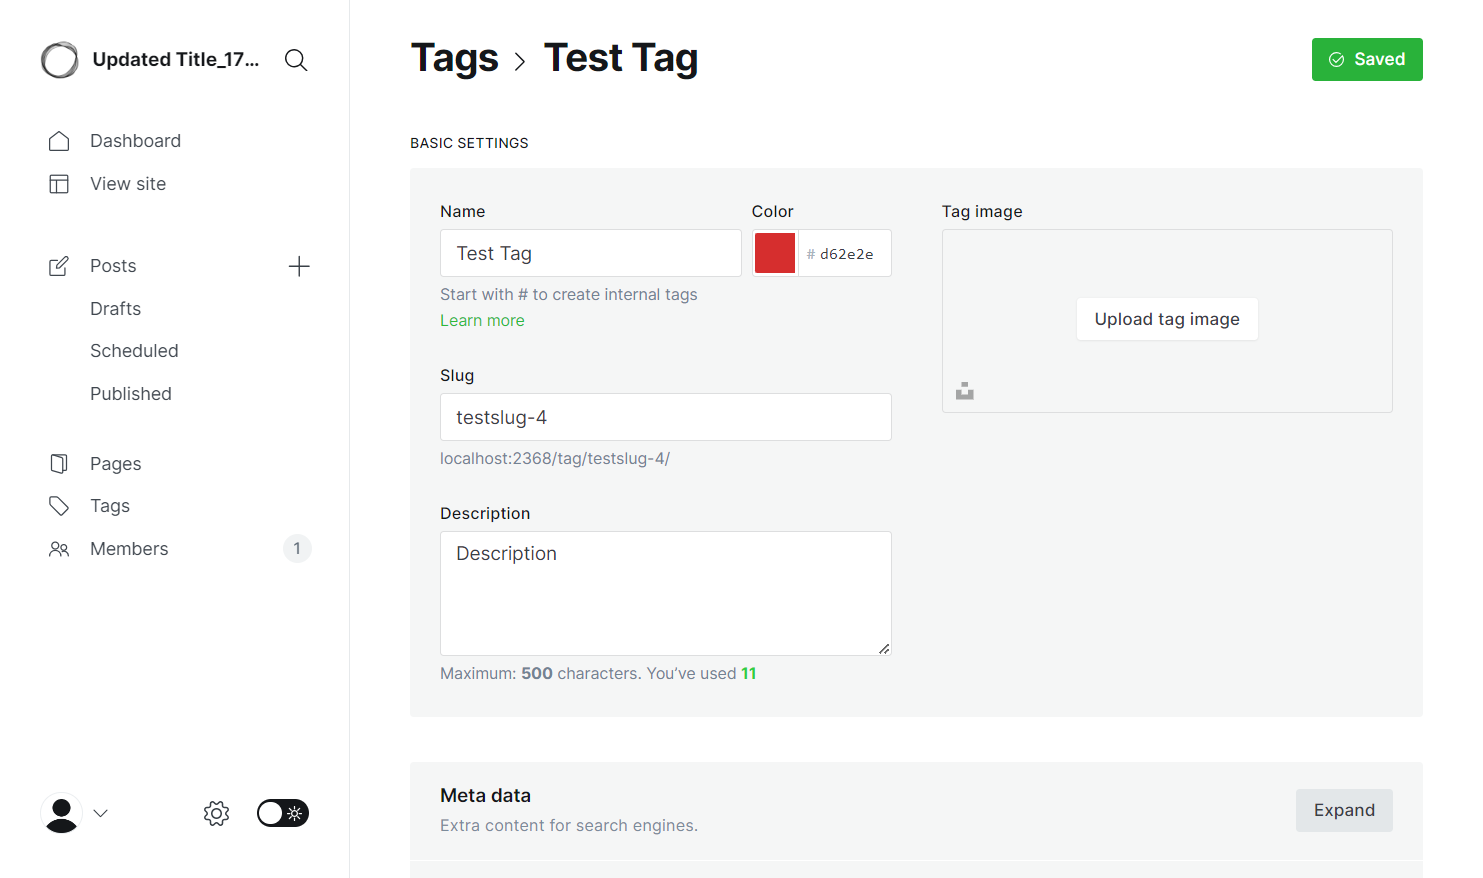 Updated Title_17...
Dashboard
View site
Posts
Drafts
Scheduled
Published
Pages
Tags
Members 1
Tags > Test Tag
Saved
BASIC SETTINGS
Name
Test Tag
Start with # to create internal tags
Learn more
Color
# d62e2e
Tag image
Upload tag image
Slug
testslug-4
localhost:2368/tag/testslug-4/
Description
Description
Maximum: 500 characters. You’ve used 11
Meta data
Extra content for search engines.
Expand